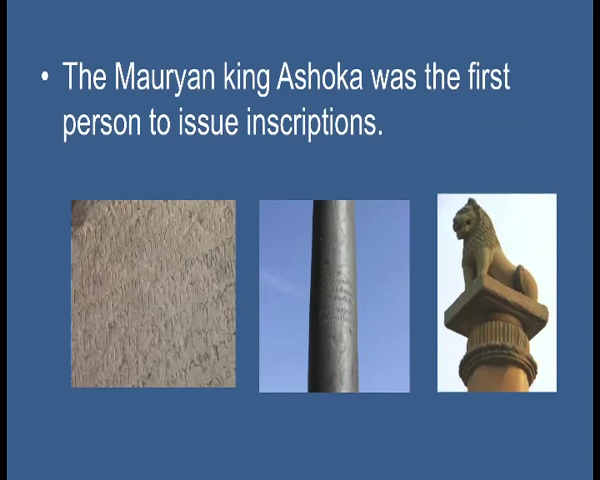 • The Mauryan king Ashoka was the first
person to issue inscriptions.